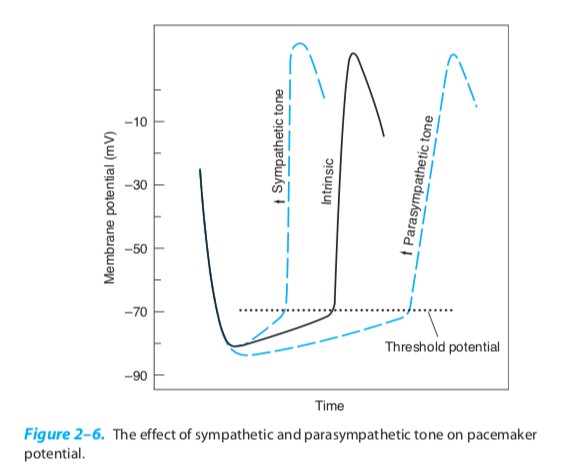 Membrane potential (mV)
−10
−30
−50
−70
−90
↑ Sympathetic tone
Intrinsic
↑ Parasympathetic tone
Threshold potential
Time
Figure 2–6. The effect of sympathetic and parasympathetic tone on pacemaker
potential.